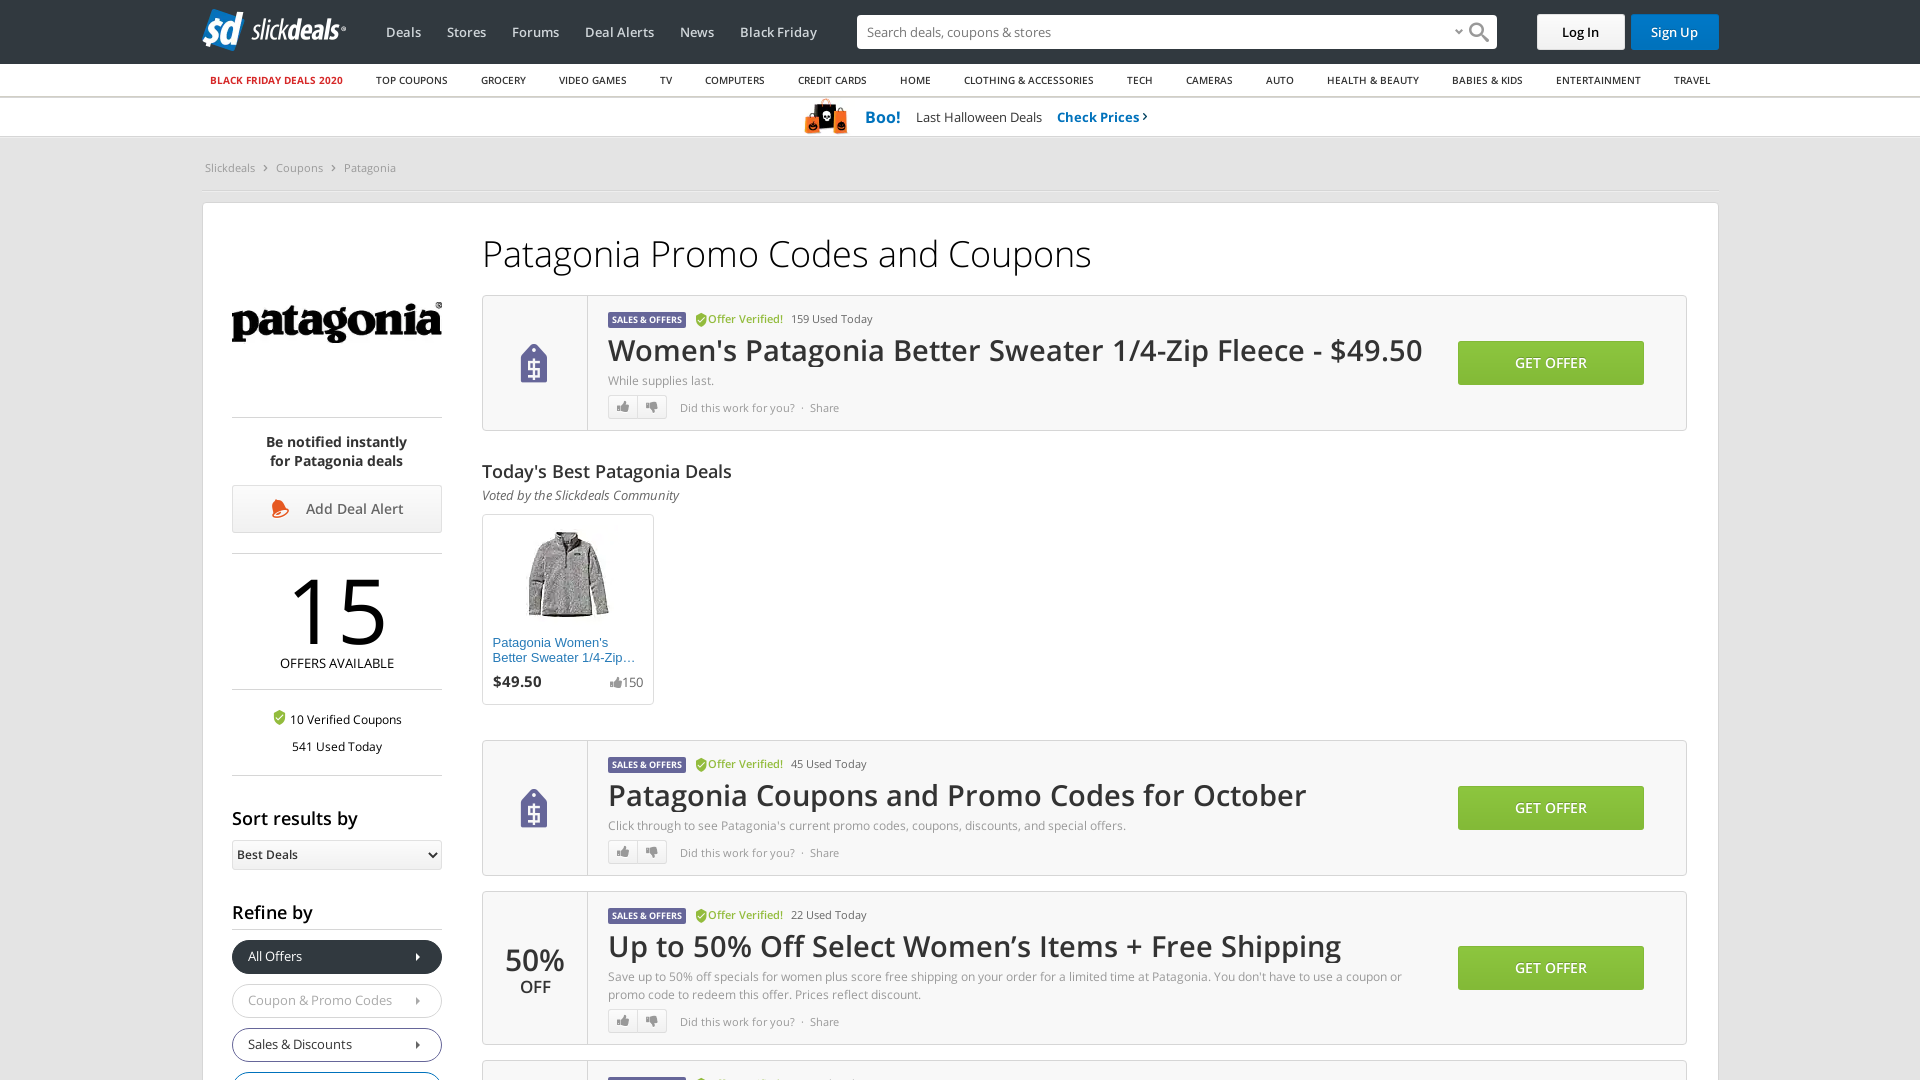 sd slickdeals
Deals
Stores
Forums
Deal Alerts
News
Black Friday
Search deals, coupons & stores
Log In
Sign Up
BLACK FRIDAY DEALS 2020
TOP COUPONS
GROCERY
VIDEO GAMES
TV
COMPUTERS
CREDIT CARDS
HOME
CLOTHING & ACCESSORIES
TECH
CAMERAS
AUTO
HEALTH & BEAUTY
BABIES & KIDS
ENTERTAINMENT
TRAVEL
Boo! Last Halloween Deals Check Prices
Slickdeals > Coupons > Patagonia
patagonia®
Be notified instantly
for Patagonia deals
Add Deal Alert
15
OFFERS AVAILABLE
10 Verified Coupons
541 Used Today
Sort results by
Best Deals
Refine by
All Offers
Coupon & Promo Codes
Sales & Discounts
Patagonia Promo Codes and Coupons
SALES & OFFERS Offer Verified! 159 Used Today
Women's Patagonia Better Sweater 1/4-Zip Fleece - $49.50
While supplies last.
Did this work for you? · Share
GET OFFER
Today's Best Patagonia Deals
Voted by the Slickdeals Community
Patagonia Women's
Better Sweater 1/4-Zip…
$49.50 150
SALES & OFFERS Offer Verified! 45 Used Today
Patagonia Coupons and Promo Codes for October
Click through to see Patagonia's current promo codes, coupons, discounts, and special offers.
Did this work for you? · Share
GET OFFER
50%
OFF
SALES & OFFERS Offer Verified! 22 Used Today
Up to 50% Off Select Women’s Items + Free Shipping
Save up to 50% off specials for women plus score free shipping on your order for a limited time at Patagonia. You don't have to use a coupon or
promo code to redeem this offer. Prices reflect discount.
Did this work for you? · Share
GET OFFER